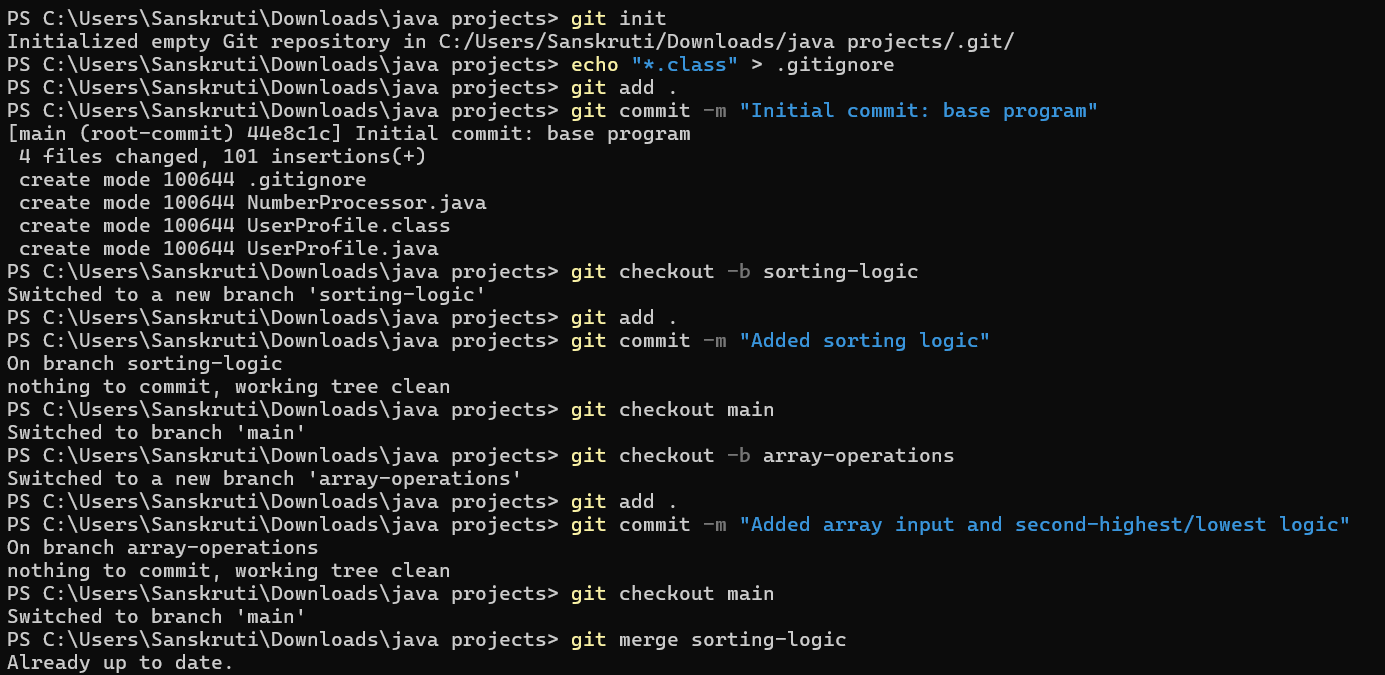 PS C:\Users\Sanskruti\Downloads\java projects> git init
Initialized empty Git repository in C:/Users/Sanskruti/Downloads/java projects/.git/
PS C:\Users\Sanskruti\Downloads\java projects> echo "*.class" > .gitignore
PS C:\Users\Sanskruti\Downloads\java projects> git add .
PS C:\Users\Sanskruti\Downloads\java projects> git commit -m "Initial commit: base program"
[main (root-commit) 44e8c1c] Initial commit: base program
 4 files changed, 101 insertions(+)
 create mode 100644 .gitignore
 create mode 100644 NumberProcessor.java
 create mode 100644 UserProfile.class
 create mode 100644 UserProfile.java
PS C:\Users\Sanskruti\Downloads\java projects> git checkout -b sorting-logic
Switched to a new branch 'sorting-logic'
PS C:\Users\Sanskruti\Downloads\java projects> git add .
PS C:\Users\Sanskruti\Downloads\java projects> git commit -m "Added sorting logic"
On branch sorting-logic
nothing to commit, working tree clean
PS C:\Users\Sanskruti\Downloads\java projects> git checkout main
Switched to branch 'main'
PS C:\Users\Sanskruti\Downloads\java projects> git checkout -b array-operations
Switched to a new branch 'array-operations'
PS C:\Users\Sanskruti\Downloads\java projects> git add .
PS C:\Users\Sanskruti\Downloads\java projects> git commit -m "Added array input and second-highest/lowest logic"
On branch array-operations
nothing to commit, working tree clean
PS C:\Users\Sanskruti\Downloads\java projects> git checkout main
Switched to branch 'main'
PS C:\Users\Sanskruti\Downloads\java projects> git merge sorting-logic
Already up to date.